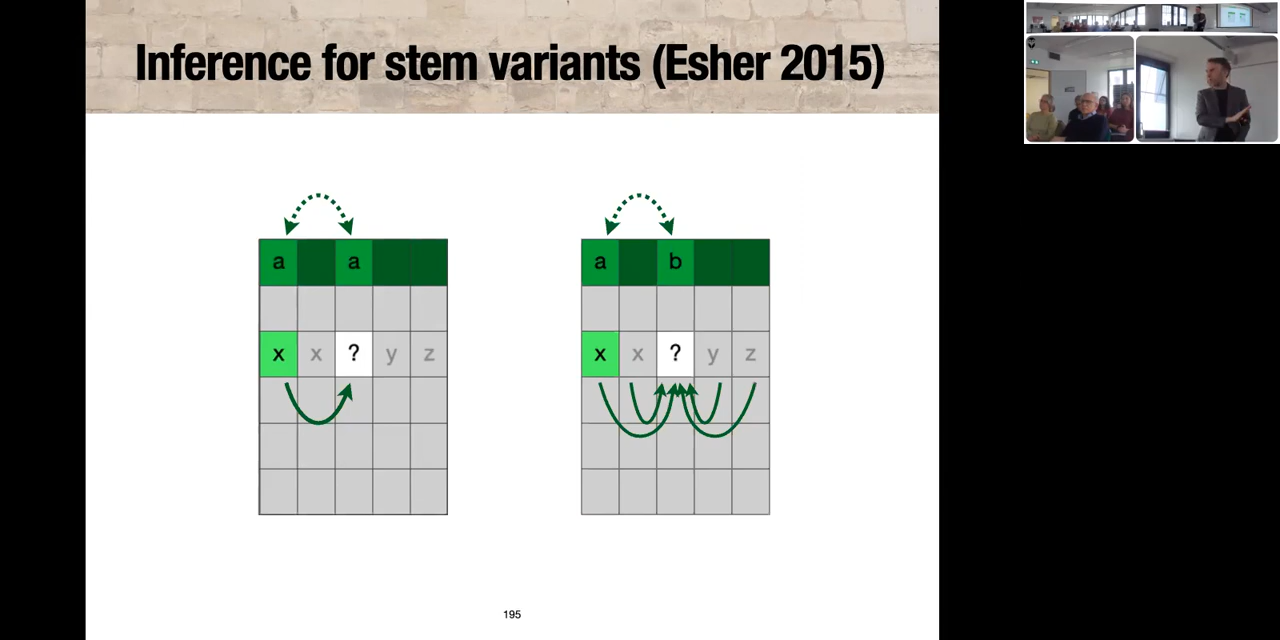 Inference for stem variants (Esher 2015)
a a
x x ? y z
a b
x x ? y z
195